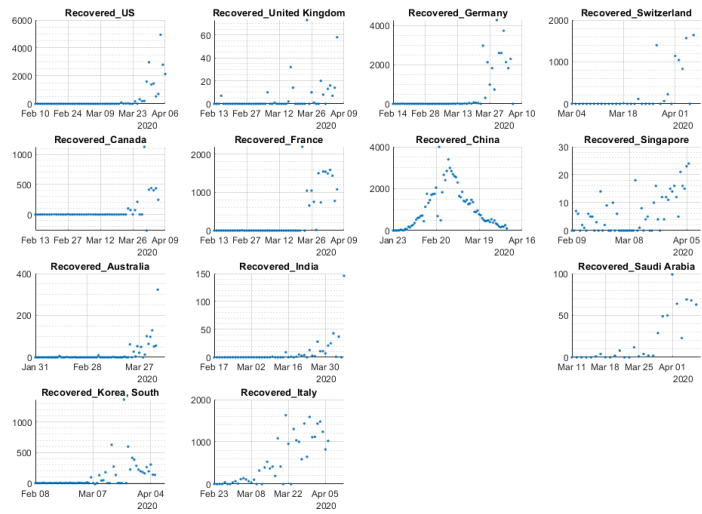 Recovered_US
6000
4000
2000
0
Feb 10 Feb 24 Mar 09 Mar 23 Apr 06
2020
Recovered_United Kingdom
60
40
20
0
Feb 13 Feb 27 Mar 12 Mar 26 Apr 09
2020
Recovered_Germany
4000
2000
0
Feb 14 Feb 28 Mar 13 Mar 27 Apr 10
2020
Recovered_Switzerland
2000
1000
0
Mar 04 Mar 18 Apr 01
2020
Recovered_Canada
1000
500
0
Feb 13 Feb 27 Mar 12 Mar 26 Apr 09
2020
Recovered_France
2000
1000
0
Feb 13 Feb 27 Mar 12 Mar 26 Apr 09
2020
Recovered_China
4000
2000
0
Jan 23 Feb 20 Mar 19 Apr 16
2020
Recovered_Singapore
30
20
10
0
Feb 09 Mar 08 Apr 05
2020
Recovered_Australia
400
200
0
Jan 31 Feb 28 Mar 27
2020
Recovered_India
150
100
50
0
Feb 17 Mar 02 Mar 16 Mar 30
2020
Recovered_Saudi Arabia
100
50
0
Mar 11 Mar 18 Mar 25 Apr 01
2020
Recovered_Korea, South
1000
500
0
Feb 08 Mar 07 Apr 04
2020
Recovered_Italy
2000
1000
0
Feb 23 Mar 08 Mar 22 Apr 05
2020